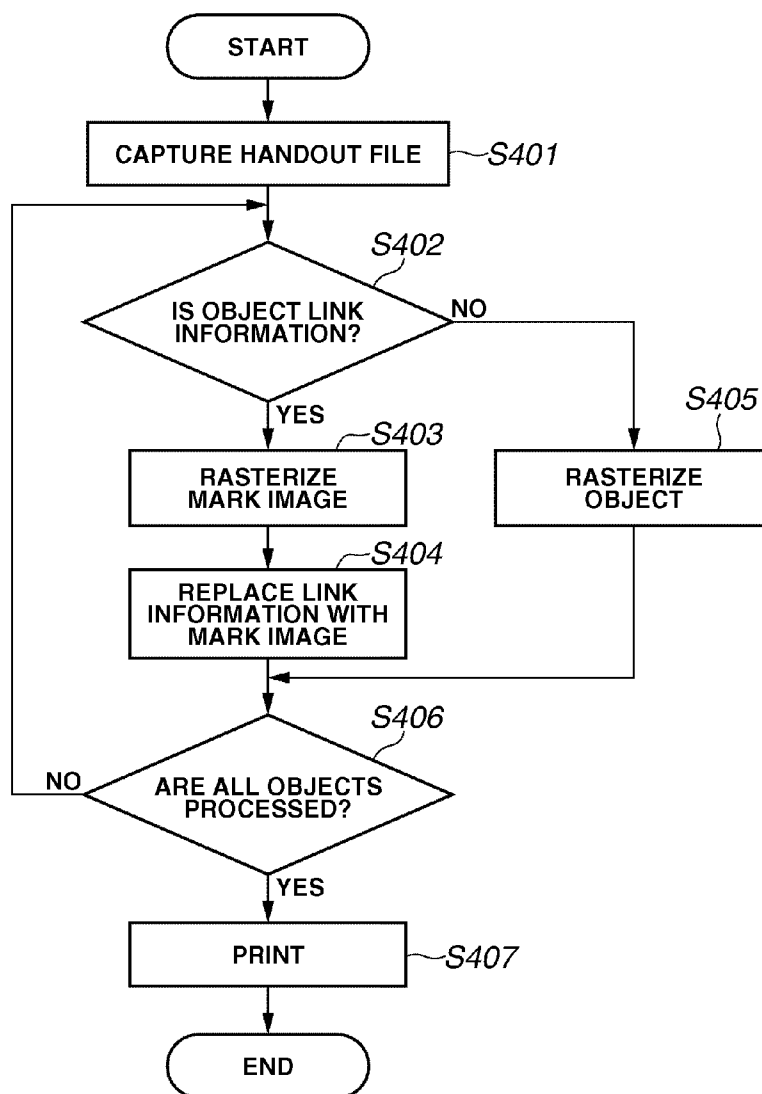 START
CAPTURE HANDOUT FILE
S401
S402
IS OBJECT LINK
INFORMATION?
NO
YES
S403
RASTERIZE
MARK IMAGE
S405
RASTERIZE
OBJECT
S404
REPLACE LINK
INFORMATION WITH
MARK IMAGE
S406
ARE ALL OBJECTS
PROCESSED?
NO
YES
PRINT
S407
END